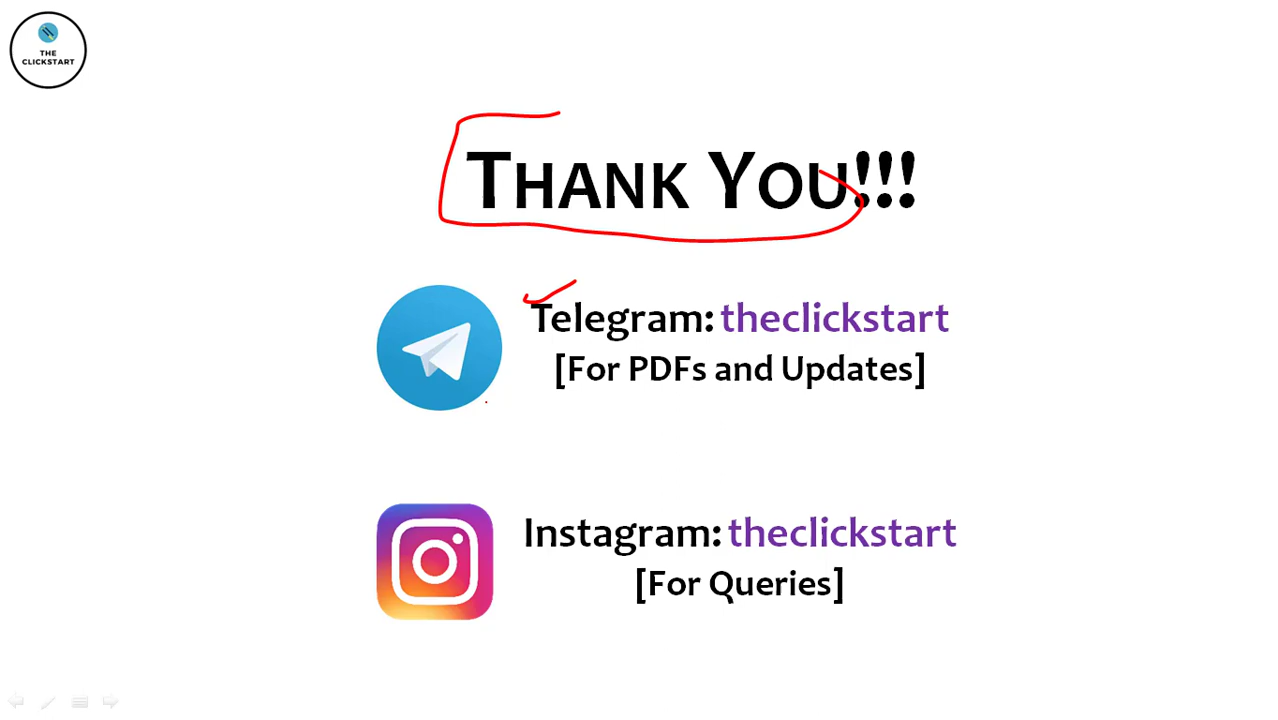 THE
CLICKSTART
THANK YOU!!!
Telegram: theclickstart
[For PDFs and Updates]
Instagram: theclickstart
[For Queries]